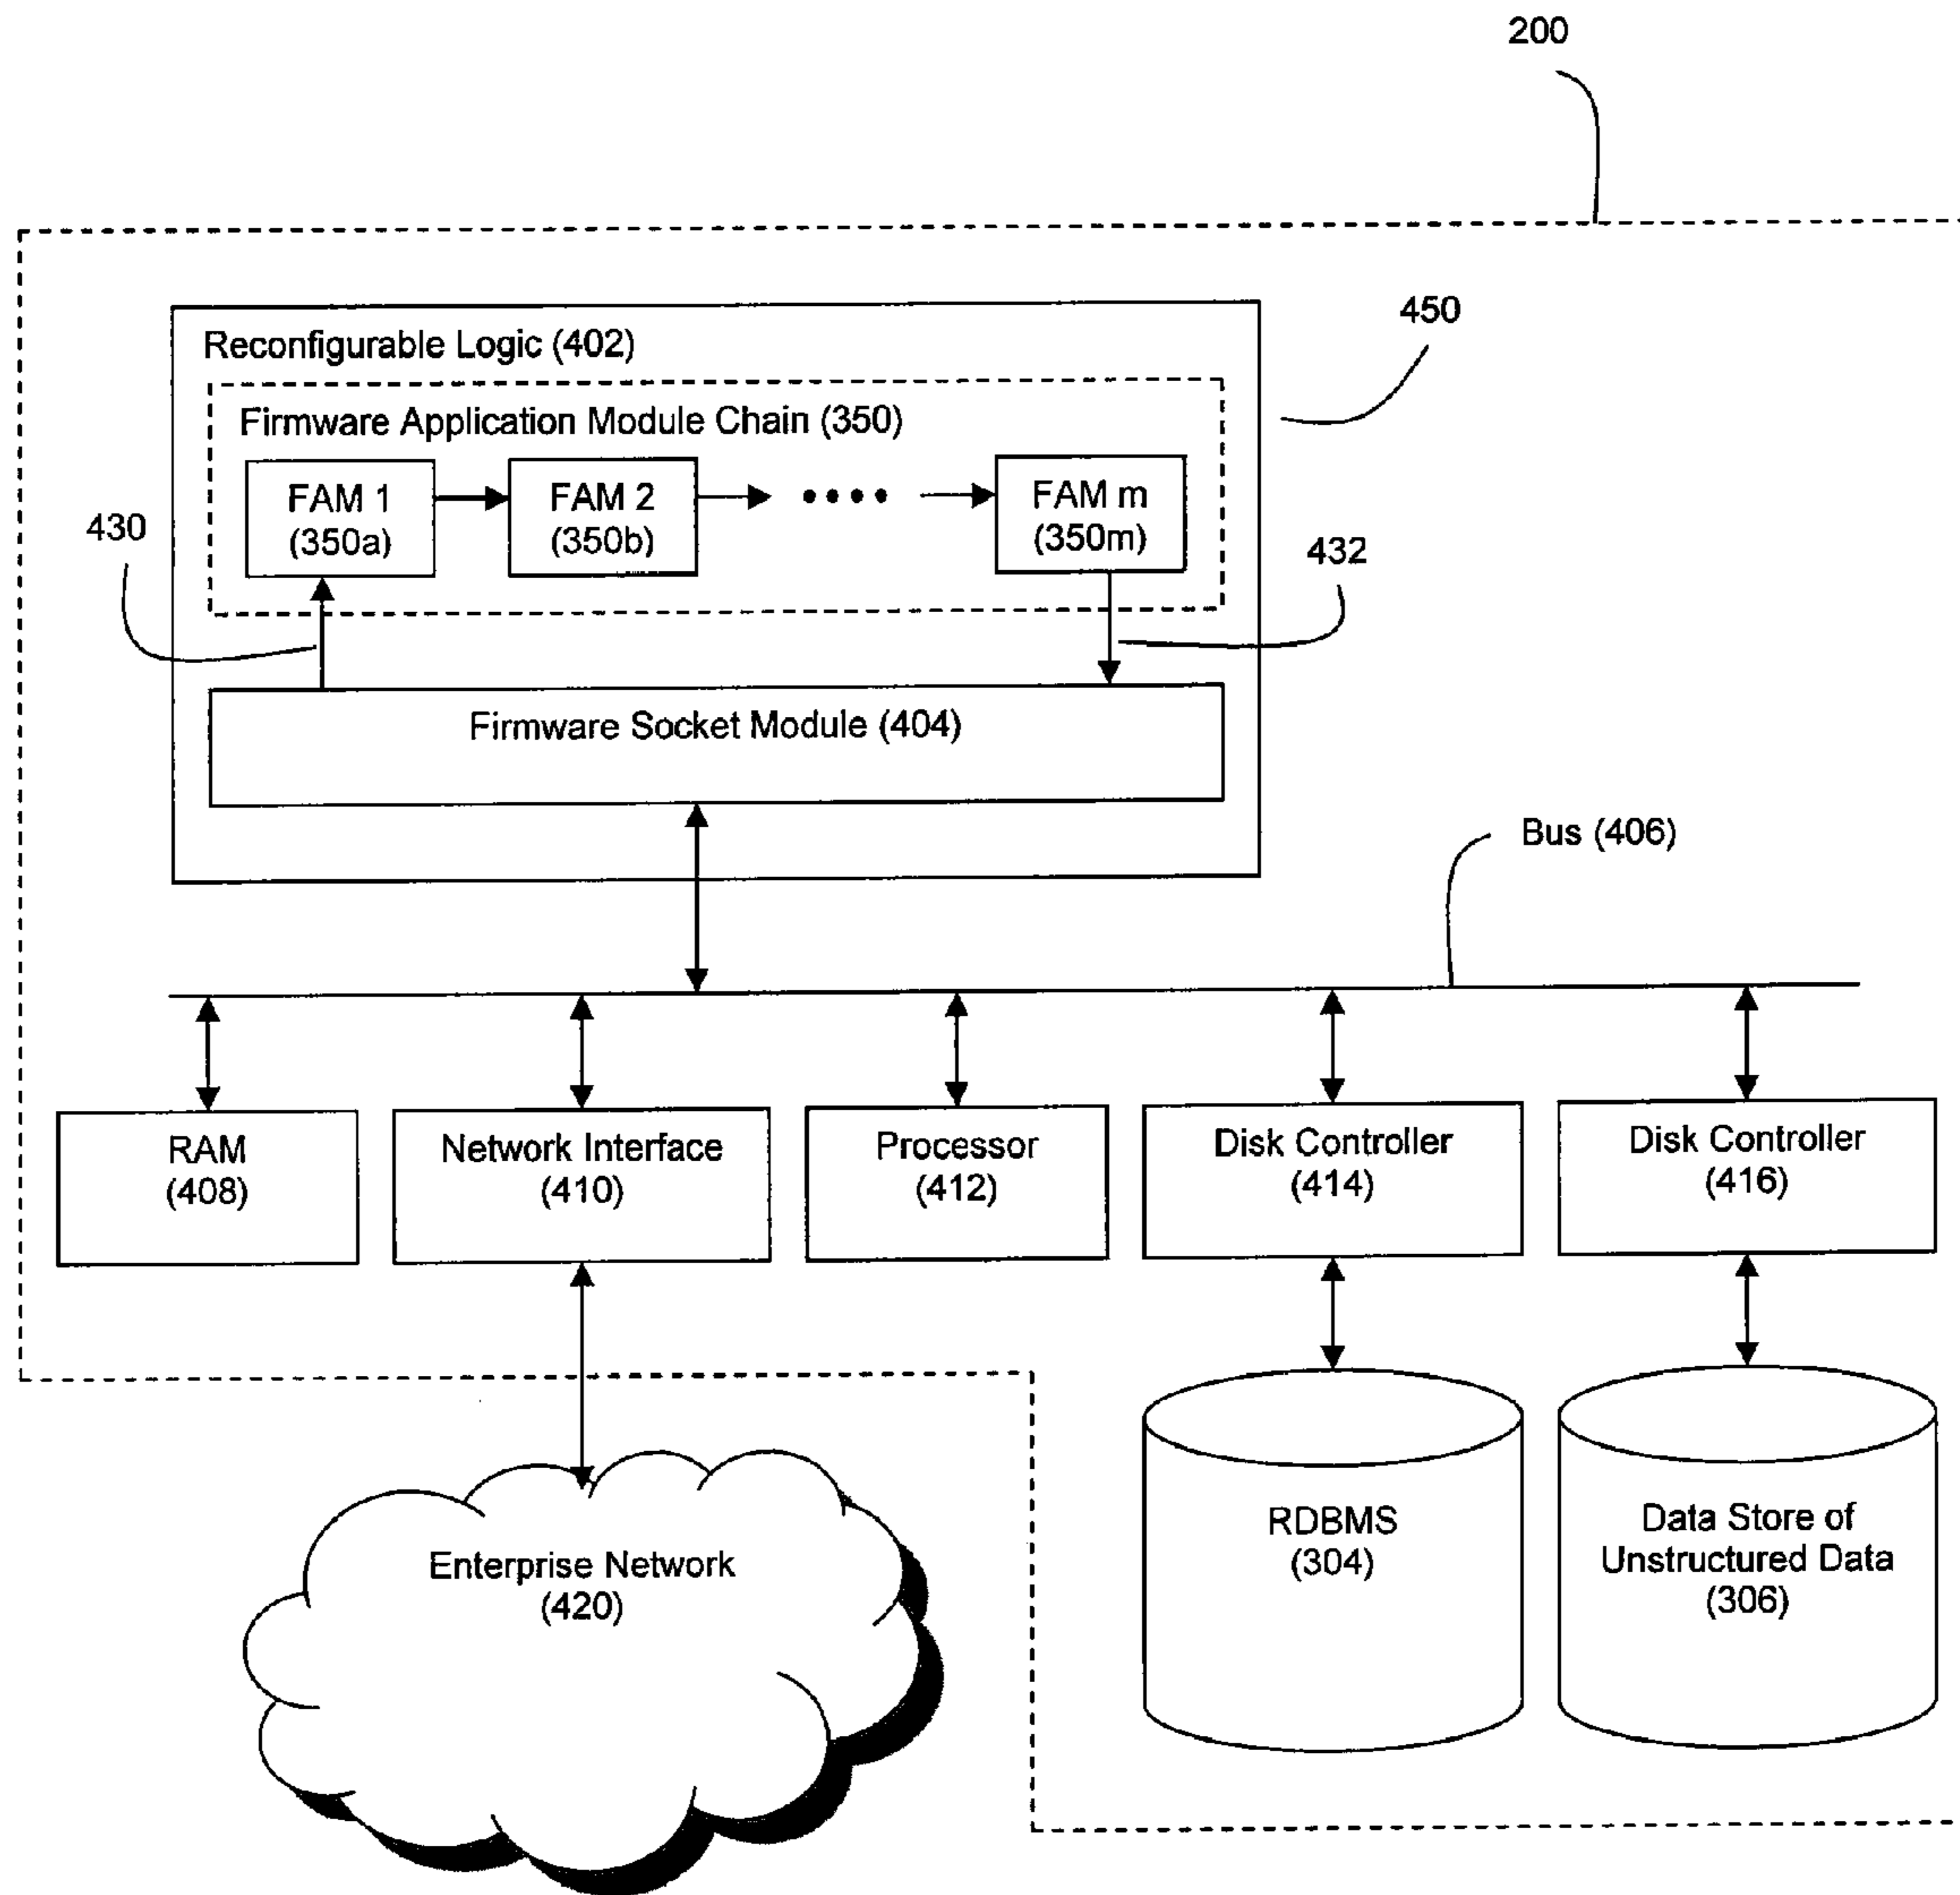 200
450
Reconfigurable Logic (402)
Firmware Application Module Chain (350)
FAM 1
(350a)
FAM 2
(350b)
FAM m
(350m)
430
432
Firmware Socket Module (404)
Bus (406)
RAM
(408)
Network Interface
(410)
Processor
(412)
Disk Controller
(414)
Disk Controller
(416)
Enterprise Network
(420)
RDBMS
(304)
Data Store of
Unstructured Data
(306)